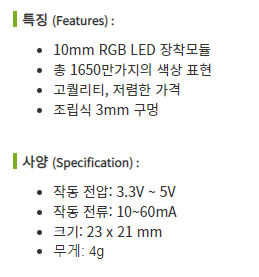 특징 (Features) :
• 10mm RGB LED 장착모듈
• 총 1650만가지의 색상 표현
• 고퀄리티, 저렴한 가격
• 조립식 3mm 구멍
사양 (Specification) :
• 작동 전압: 3.3V ~ 5V
• 작동 전류: 10~60mA
• 크기: 23 x 21 mm
• 무게: 4g